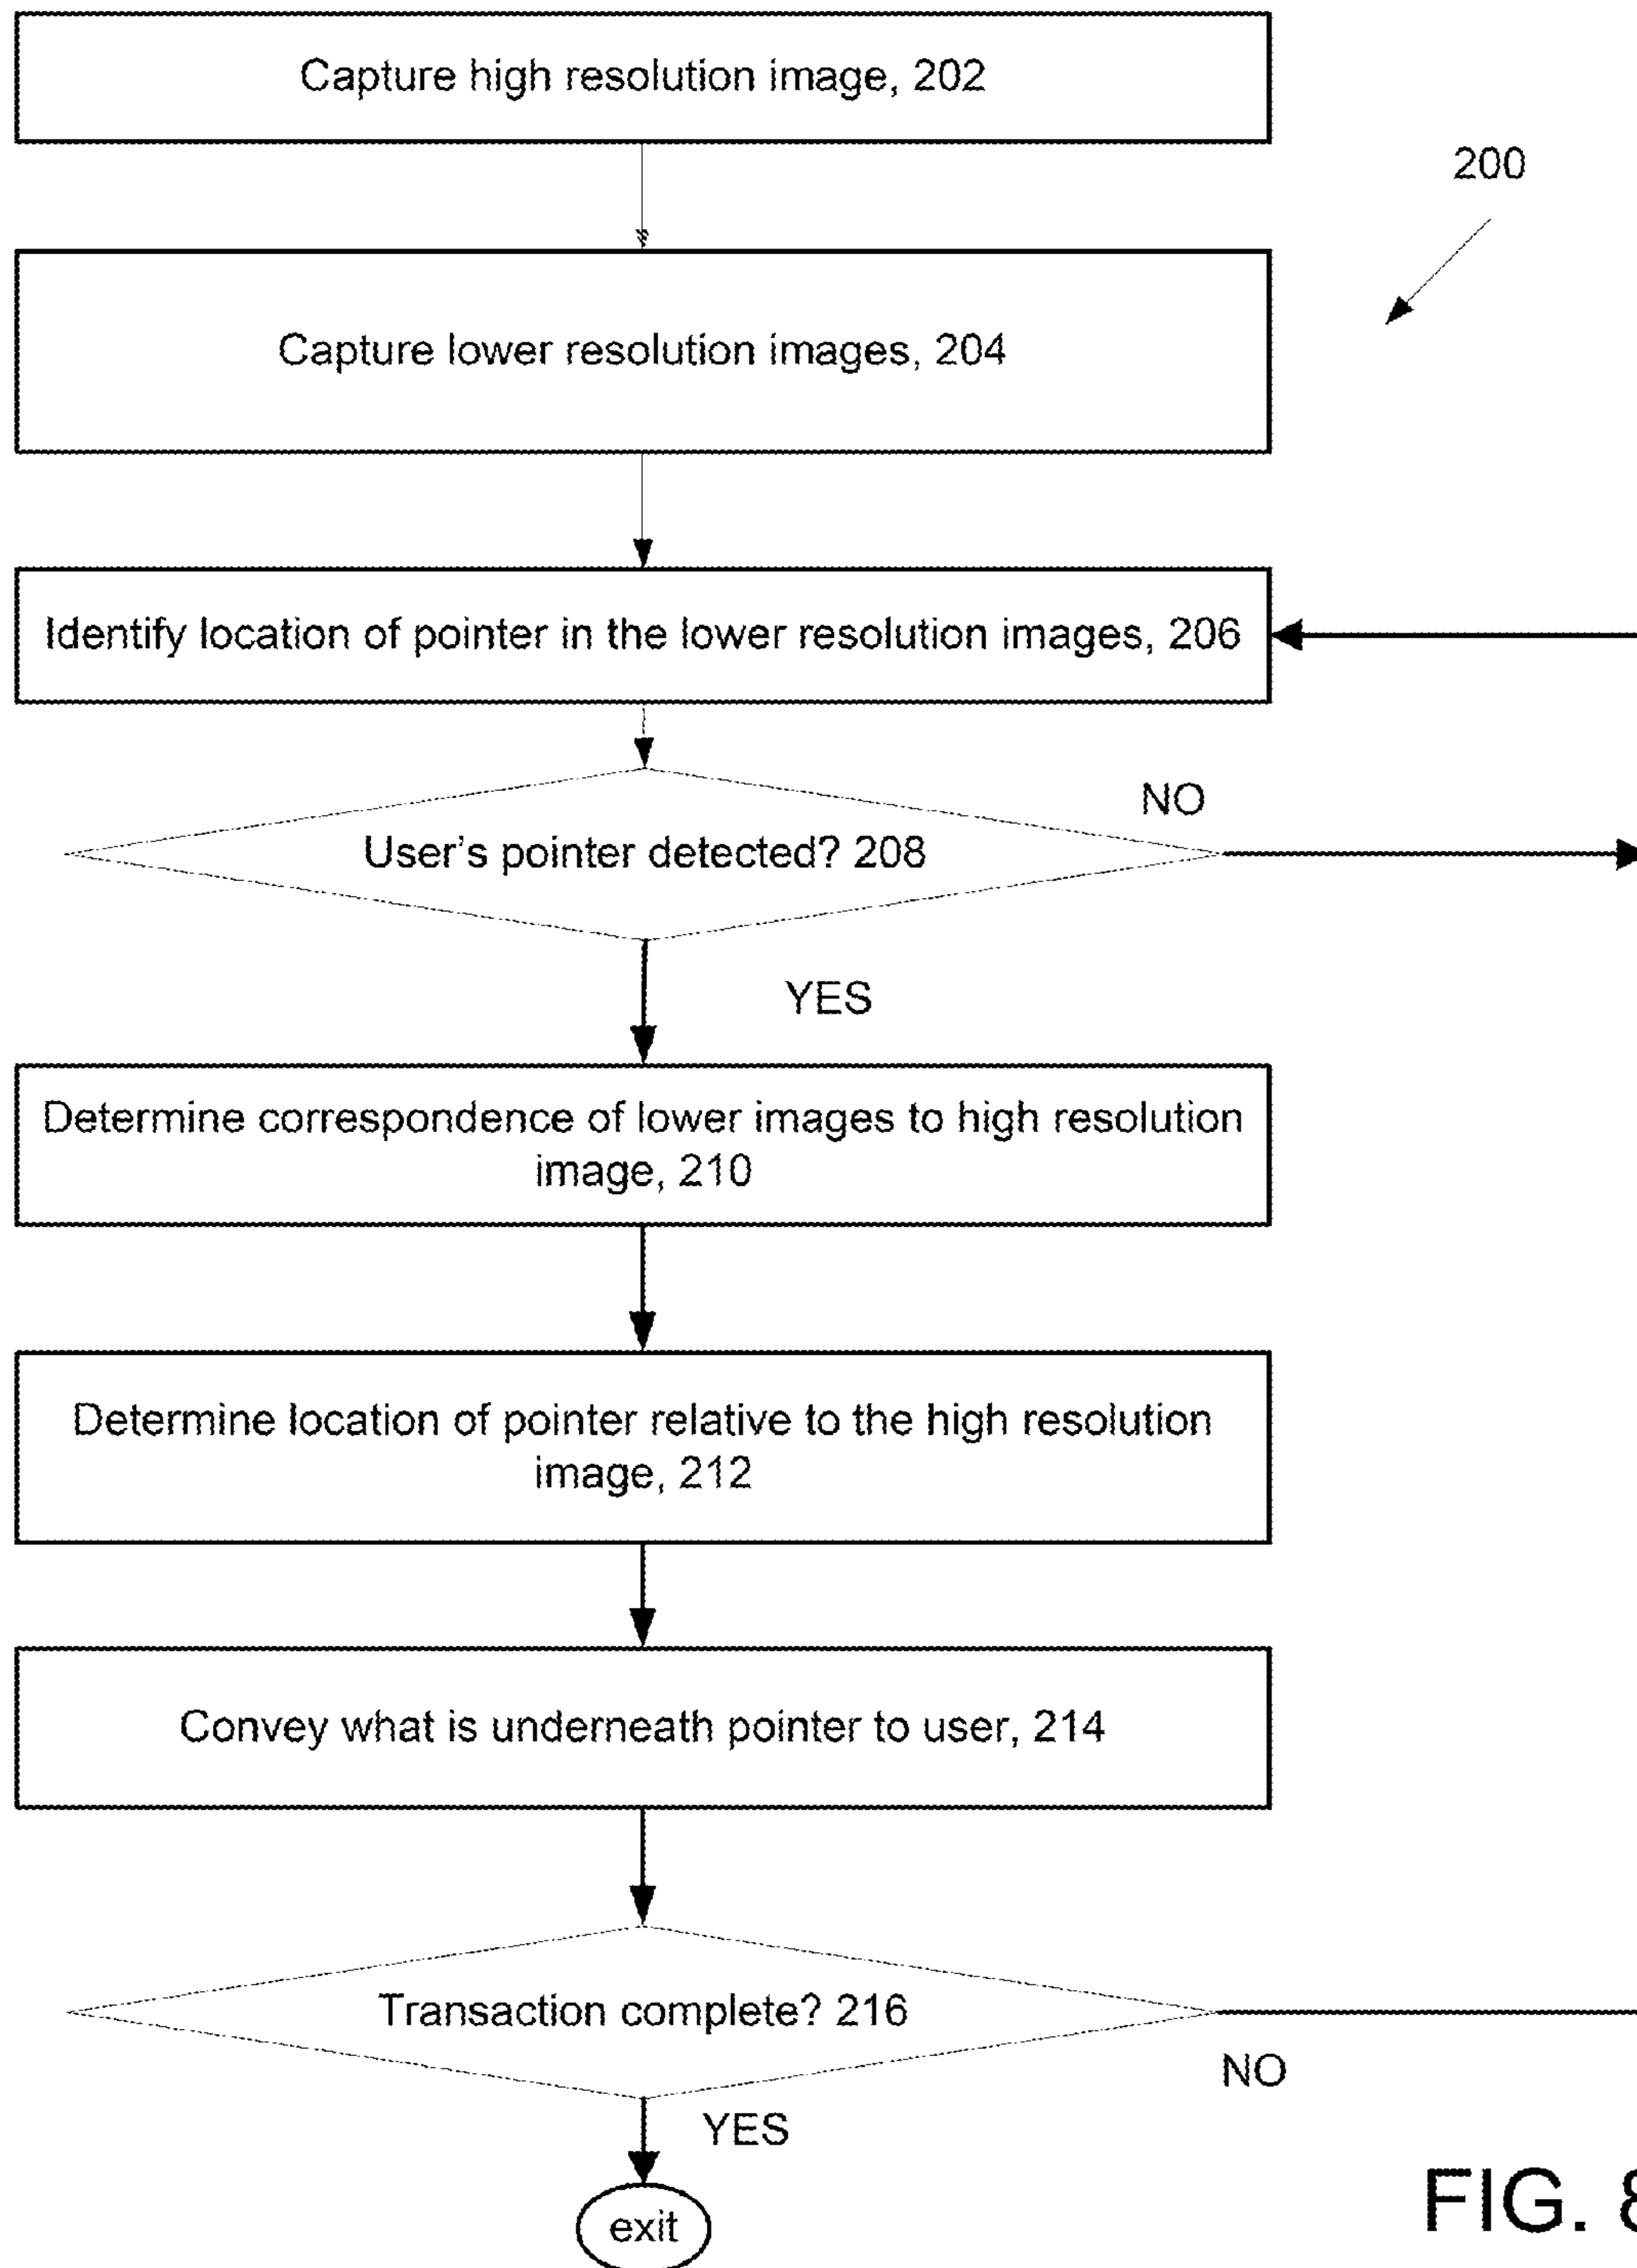 Capture high resolution image, 202
200
Capture lower resolution images, 204
Identify location of pointer in the lower resolution images, 206
NO
User's pointer detected? 208
YES
Determine correspondence of lower images to high resolution
image, 210
Determine location of pointer relative to the high resolution
image, 212
Convey what is underneath pointer to user, 214
Transaction complete? 216
NO
YES
exit
FIG. 8